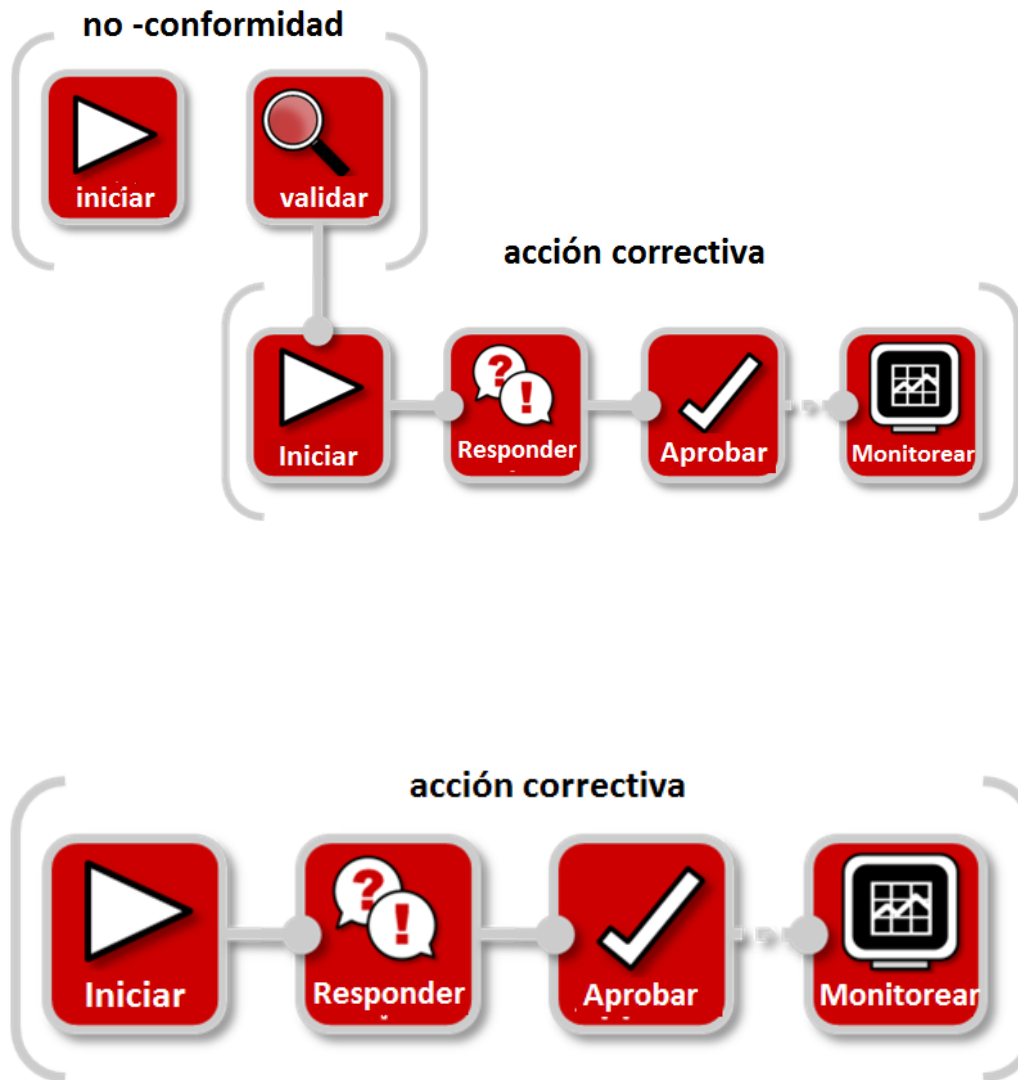 no -conformidad
iniciar
validar
acción correctiva
Iniciar
Responder
Aprobar
Monitorear
acción correctiva
Iniciar
Responder
Aprobar
Monitorear